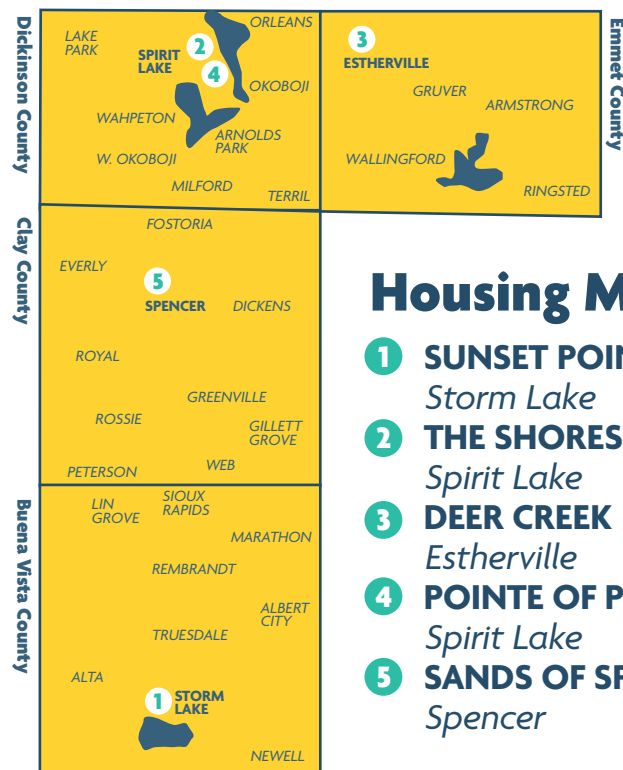 Dickinson County
LAKE
PARK
ORLEANS
2
SPIRIT
LAKE
4
OKOBOJI
WAHPETON
ARNOLDS
PARK
W. OKOBOJI
MILFORD
TERRIL
Emmet County
3
ESTHERVILLE
GRUVER
ARMSTRONG
WALLINGFORD
RINGSTED
Clay County
FOSTORIA
EVERLY
5
SPENCER
DICKENS
ROYAL
GREENVILLE
ROSSIE
GILLETT
GROVE
WEB
PETERSON
Buena Vista County
LIN
GROVE
SIOUX
RAPIDS
MARATHON
REMBRANDT
ALBERT
CITY
TRUESDALE
ALTA
1
STORM
LAKE
NEWELL
Housing M
1 SUNSET POIN
Storm Lake
2 THE SHORES
Spirit Lake
3 DEER CREEK
Estherville
4 POINTE OF P
Spirit Lake
5 SANDS OF SP
Spencer